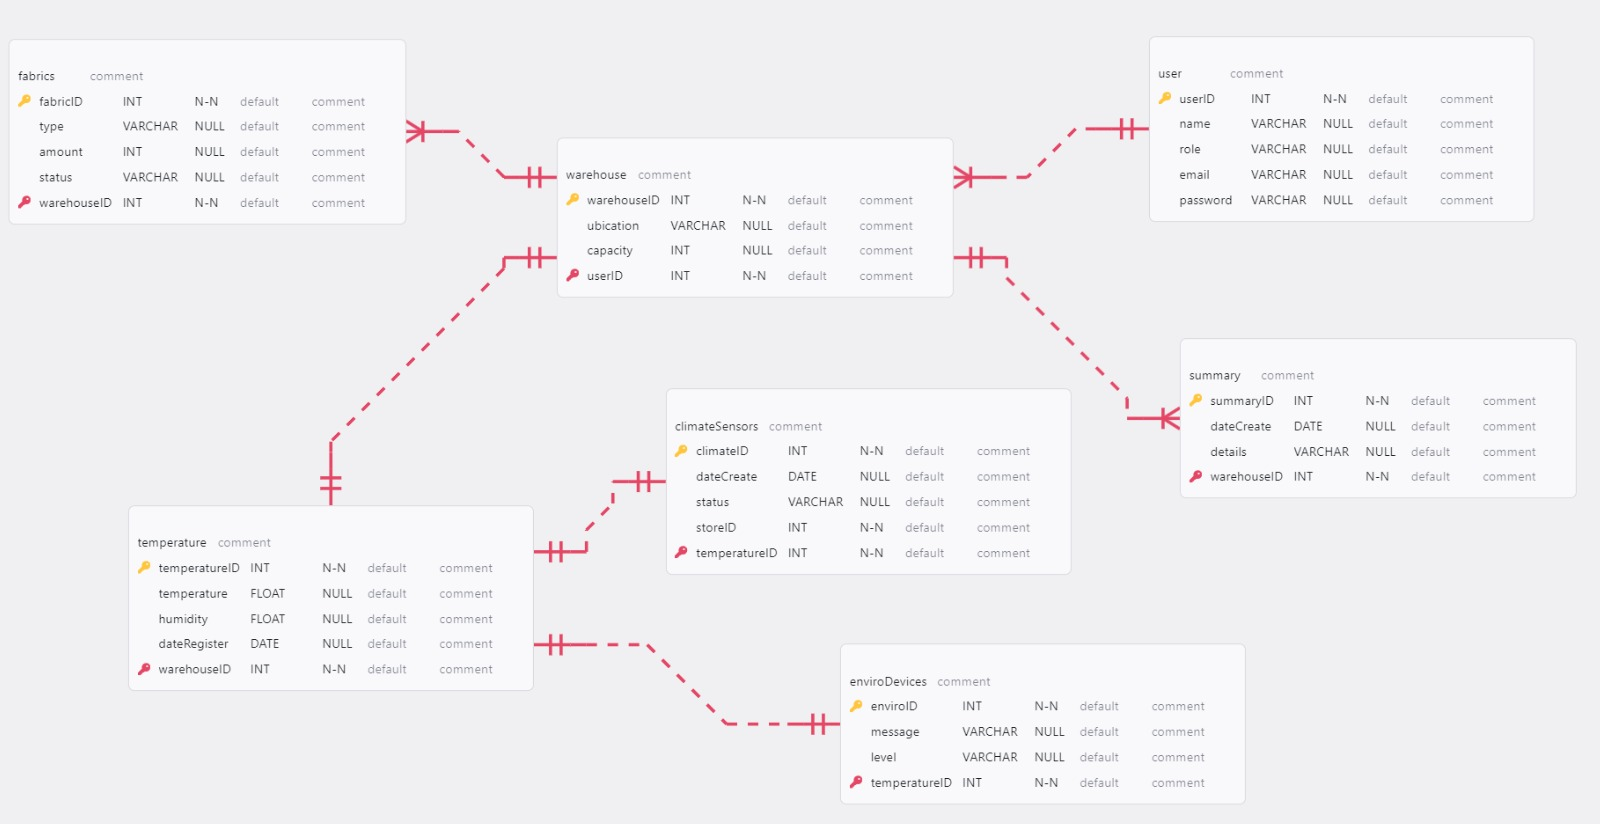 fabrics comment
fabricID INT N-N default comment
type VARCHAR NULL default comment
amount INT NULL default comment
status VARCHAR NULL default comment
warehouseID INT N-N default comment
user comment
userID INT N-N default comment
name VARCHAR NULL default comment
role VARCHAR NULL default comment
email VARCHAR NULL default comment
password VARCHAR NULL default comment
warehouse comment
warehouseID INT N-N default comment
ubication VARCHAR NULL default comment
capacity INT NULL default comment
userID INT N-N default comment
summary comment
summaryID INT N-N default comment
dateCreate DATE NULL default comment
details VARCHAR NULL default comment
warehouseID INT N-N default comment
climateSensors comment
climateID INT N-N default comment
dateCreate DATE NULL default comment
status VARCHAR NULL default comment
storeID INT N-N default comment
temperatureID INT N-N default comment
temperature comment
temperatureID INT N-N default comment
temperature FLOAT NULL default comment
humidity FLOAT NULL default comment
dateRegister DATE NULL default comment
warehouseID INT N-N default comment
enviroDevices comment
enviroID INT N-N default comment
message VARCHAR NULL default comment
level VARCHAR NULL default comment
temperatureID INT N-N default comment